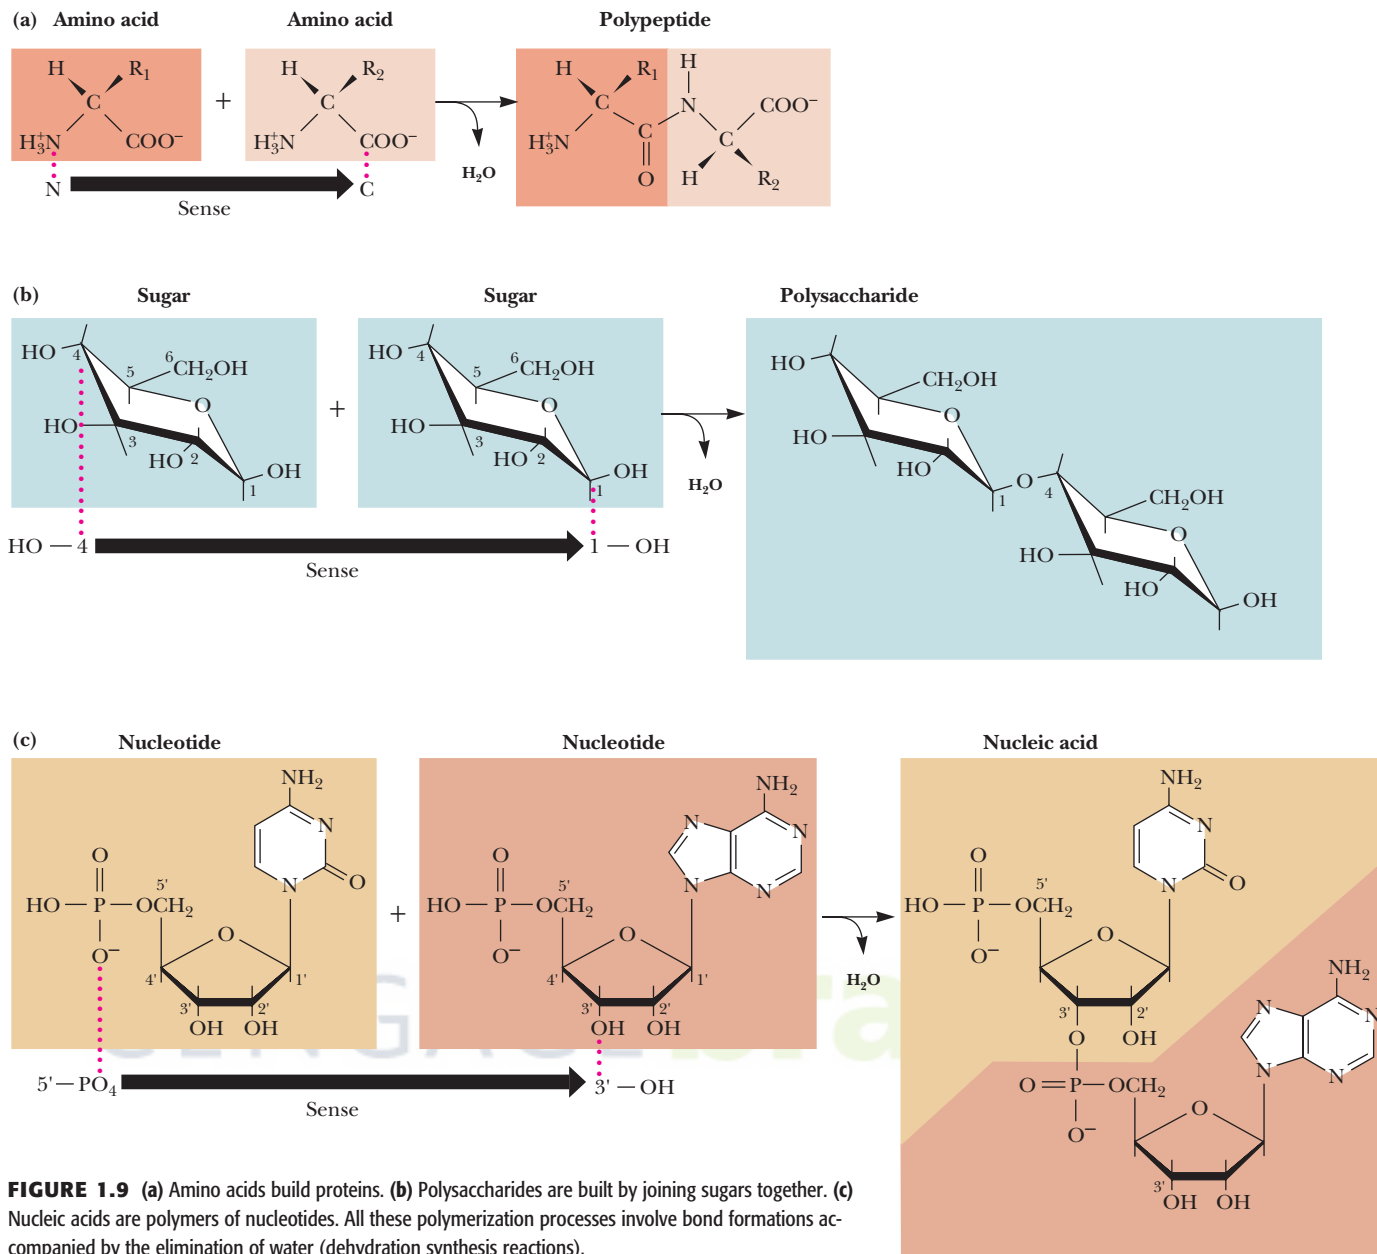 (a) Amino acid Amino acid Polypeptide
H R₁ C H₃⁺N COO⁻
+
H R₂ C H₃⁺N COO⁻
H₂O
H R₁ C H₃⁺N C O H N C COO⁻ H R₂
N C
Sense
(b) Sugar Sugar Polysaccharide
HO 4 6 CH₂OH 5 O HO 3 HO 2 OH 1
+
HO 4 6 CH₂OH 5 O HO 3 HO 2 OH 1
H₂O
HO CH₂OH O HO HO 1 O 4 CH₂OH O HO HO OH
HO — 4 1 — OH
Sense
(c) Nucleotide Nucleotide Nucleic acid
NH₂ N N O
O 5'
HO — P — OCH₂
O⁻ O
4' 1'
3' 2'
OH OH
+
NH₂ N N N N
O 5'
HO — P — OCH₂
O⁻ O
4' 1'
3' 2'
OH OH
H₂O
NH₂ N N O
O 5'
HO — P — OCH₂
O⁻ O
3' 2'
O OH
NH₂ N N N N
O = P — OCH₂
O⁻ O
3'
OH OH
5' — PO₄ 3' — OH
Sense
CENGAGE bra
FIGURE 1.9 (a) Amino acids build proteins. (b) Polysaccharides are built by joining sugars together. (c)
Nucleic acids are polymers of nucleotides. All these polymerization processes involve bond formations ac-
companied by the elimination of water (dehydration synthesis reactions).